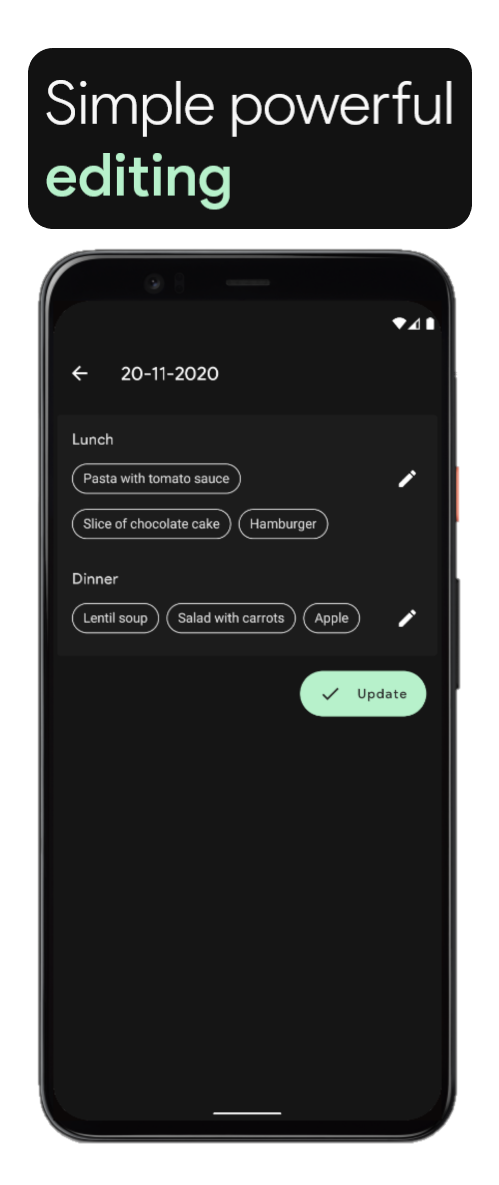 Simple powerful
editing
20-11-2020
Lunch
Pasta with tomato sauce
Slice of chocolate cake Hamburger
Dinner
Lentil soup Salad with carrots Apple
Update